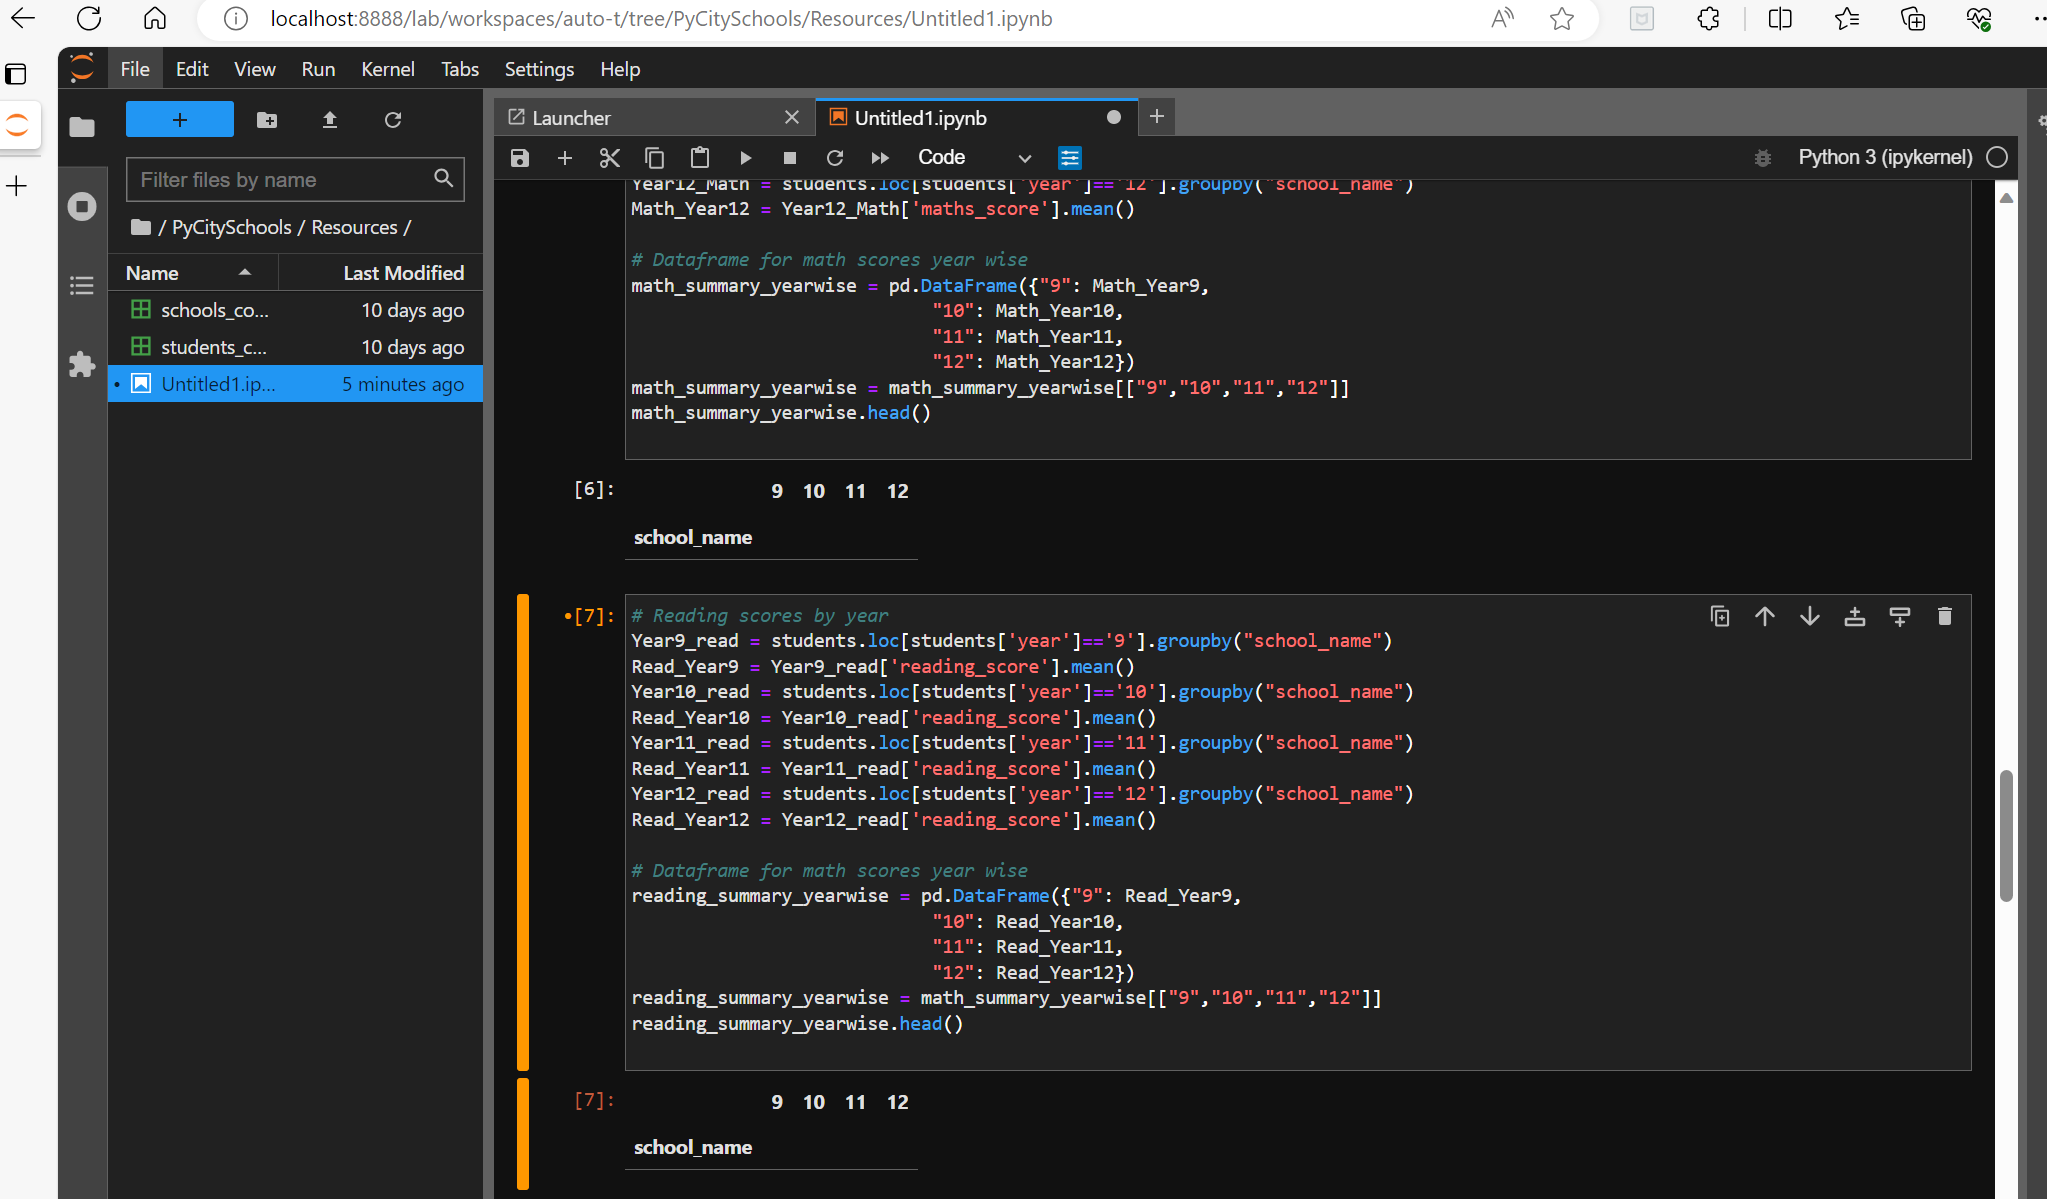 localhost:8888/lab/workspaces/auto-t/tree/PyCitySchools/Resources/Untitled1.ipynb
File Edit View Run Kernel Tabs Settings Help
Launcher
Untitled1.ipynb
Code
Python 3 (ipykernel)
Filter files by name
/ PyCitySchools / Resources /
Name Last Modified
schools_co... 10 days ago
students_c... 10 days ago
Untitled1.ip... 5 minutes ago
Year12_Math = students.loc[students['year']=='12'].groupby("school_name")
Math_Year12 = Year12_Math['maths_score'].mean()
# Dataframe for math scores year wise
math_summary_yearwise = pd.DataFrame({"9": Math_Year9,
"10": Math_Year10,
"11": Math_Year11,
"12": Math_Year12})
math_summary_yearwise = math_summary_yearwise[["9","10","11","12"]]
math_summary_yearwise.head()
[6]: 9 10 11 12
school_name
[7]: # Reading scores by year
Year9_read = students.loc[students['year']=='9'].groupby("school_name")
Read_Year9 = Year9_read['reading_score'].mean()
Year10_read = students.loc[students['year']=='10'].groupby("school_name")
Read_Year10 = Year10_read['reading_score'].mean()
Year11_read = students.loc[students['year']=='11'].groupby("school_name")
Read_Year11 = Year11_read['reading_score'].mean()
Year12_read = students.loc[students['year']=='12'].groupby("school_name")
Read_Year12 = Year12_read['reading_score'].mean()
# Dataframe for math scores year wise
reading_summary_yearwise = pd.DataFrame({"9": Read_Year9,
"10": Read_Year10,
"11": Read_Year11,
"12": Read_Year12})
reading_summary_yearwise = math_summary_yearwise[["9","10","11","12"]]
reading_summary_yearwise.head()
[7]: 9 10 11 12
school_name